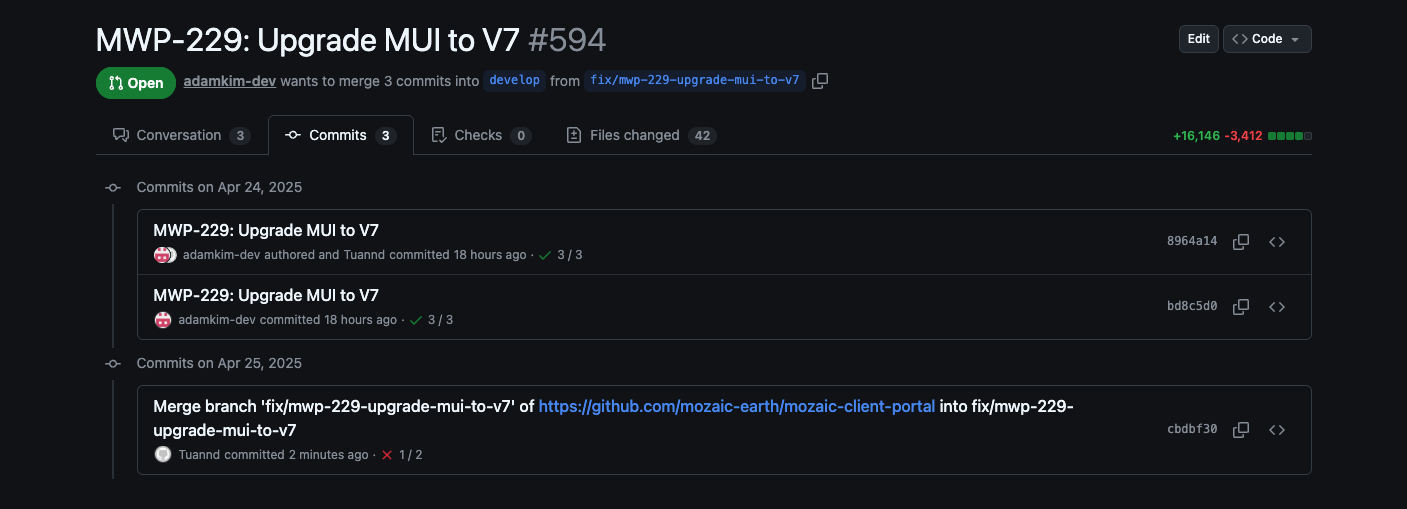 MWP-229: Upgrade MUI to V7 #594
Edit
Code
Open
adamkim-dev wants to merge 3 commits into develop from fix/mwp-229-upgrade-mui-to-v7
Conversation 3
Commits 3
Checks 0
Files changed 42
+16,146 -3,412
Commits on Apr 24, 2025
MWP-229: Upgrade MUI to V7
adamkim-dev authored and Tuannd committed 18 hours ago · 3 / 3
8964a14
MWP-229: Upgrade MUI to V7
adamkim-dev committed 18 hours ago · 3 / 3
bd8c5d0
Commits on Apr 25, 2025
Merge branch 'fix/mwp-229-upgrade-mui-to-v7' of https://github.com/mozaic-earth/mozaic-client-portal into fix/mwp-229-
upgrade-mui-to-v7
Tuannd committed 2 minutes ago · 1 / 2
cbdbf30